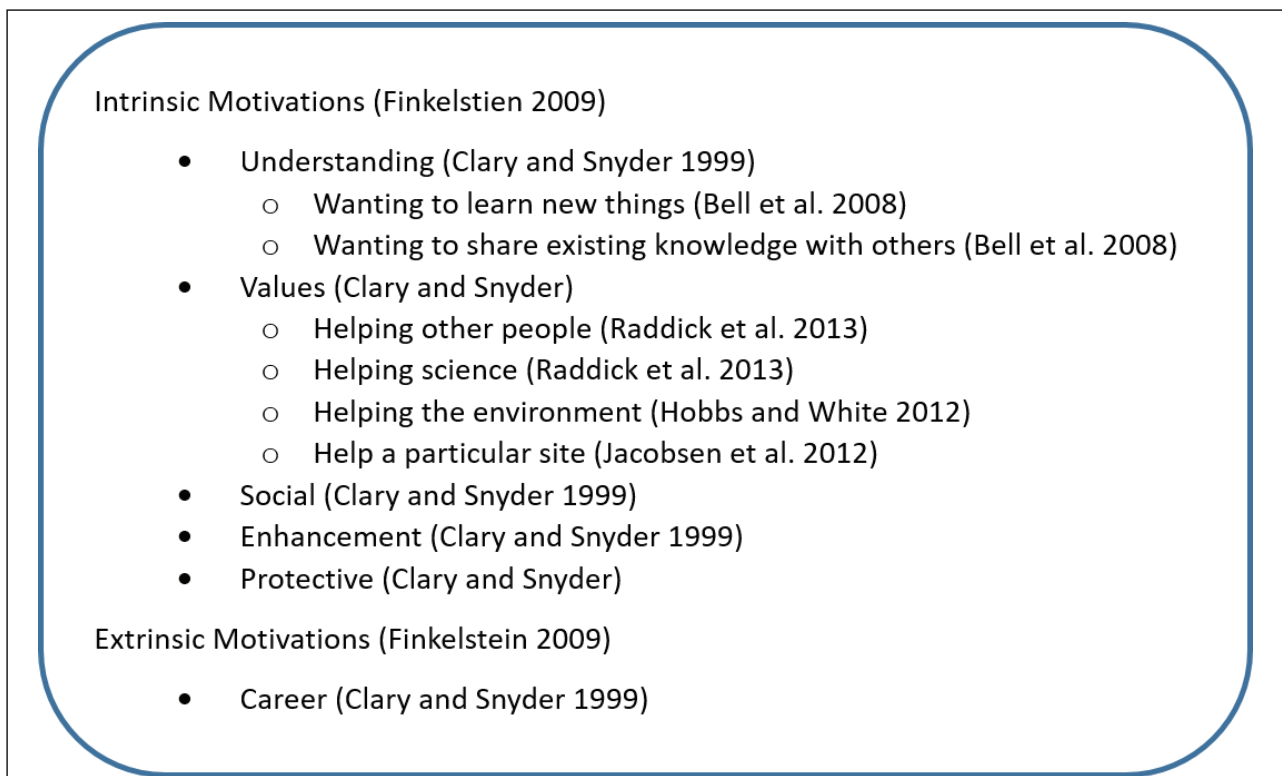 Intrinsic Motivations (Finkelstien 2009)
• Understanding (Clary and Snyder 1999)
o Wanting to learn new things (Bell et al. 2008)
o Wanting to share existing knowledge with others (Bell et al. 2008)
• Values (Clary and Snyder)
o Helping other people (Raddick et al. 2013)
o Helping science (Raddick et al. 2013)
o Helping the environment (Hobbs and White 2012)
o Help a particular site (Jacobsen et al. 2012)
• Social (Clary and Snyder 1999)
• Enhancement (Clary and Snyder 1999)
• Protective (Clary and Snyder)
Extrinsic Motivations (Finkelstein 2009)
• Career (Clary and Snyder 1999)